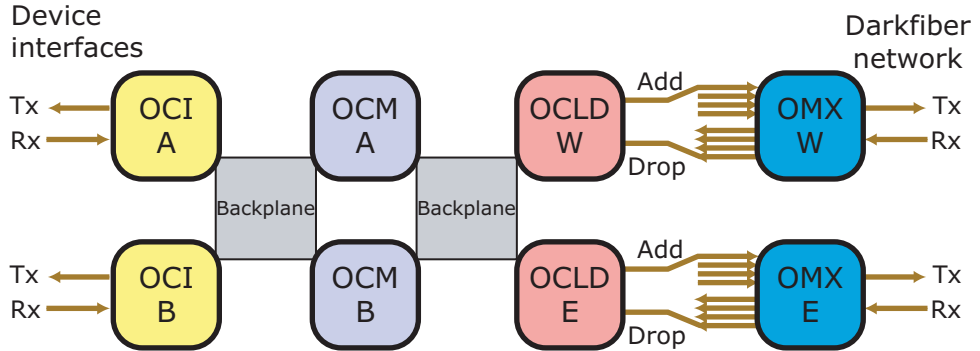 Device
interfaces
Darkfiber
network
Tx
Rx
OCI
A
OCM
A
OCLD
W
Add
Drop
OMX
W
Tx
Rx
Backplane
Backplane
Tx
Rx
OCI
B
OCM
B
OCLD
E
Add
Drop
OMX
E
Tx
Rx